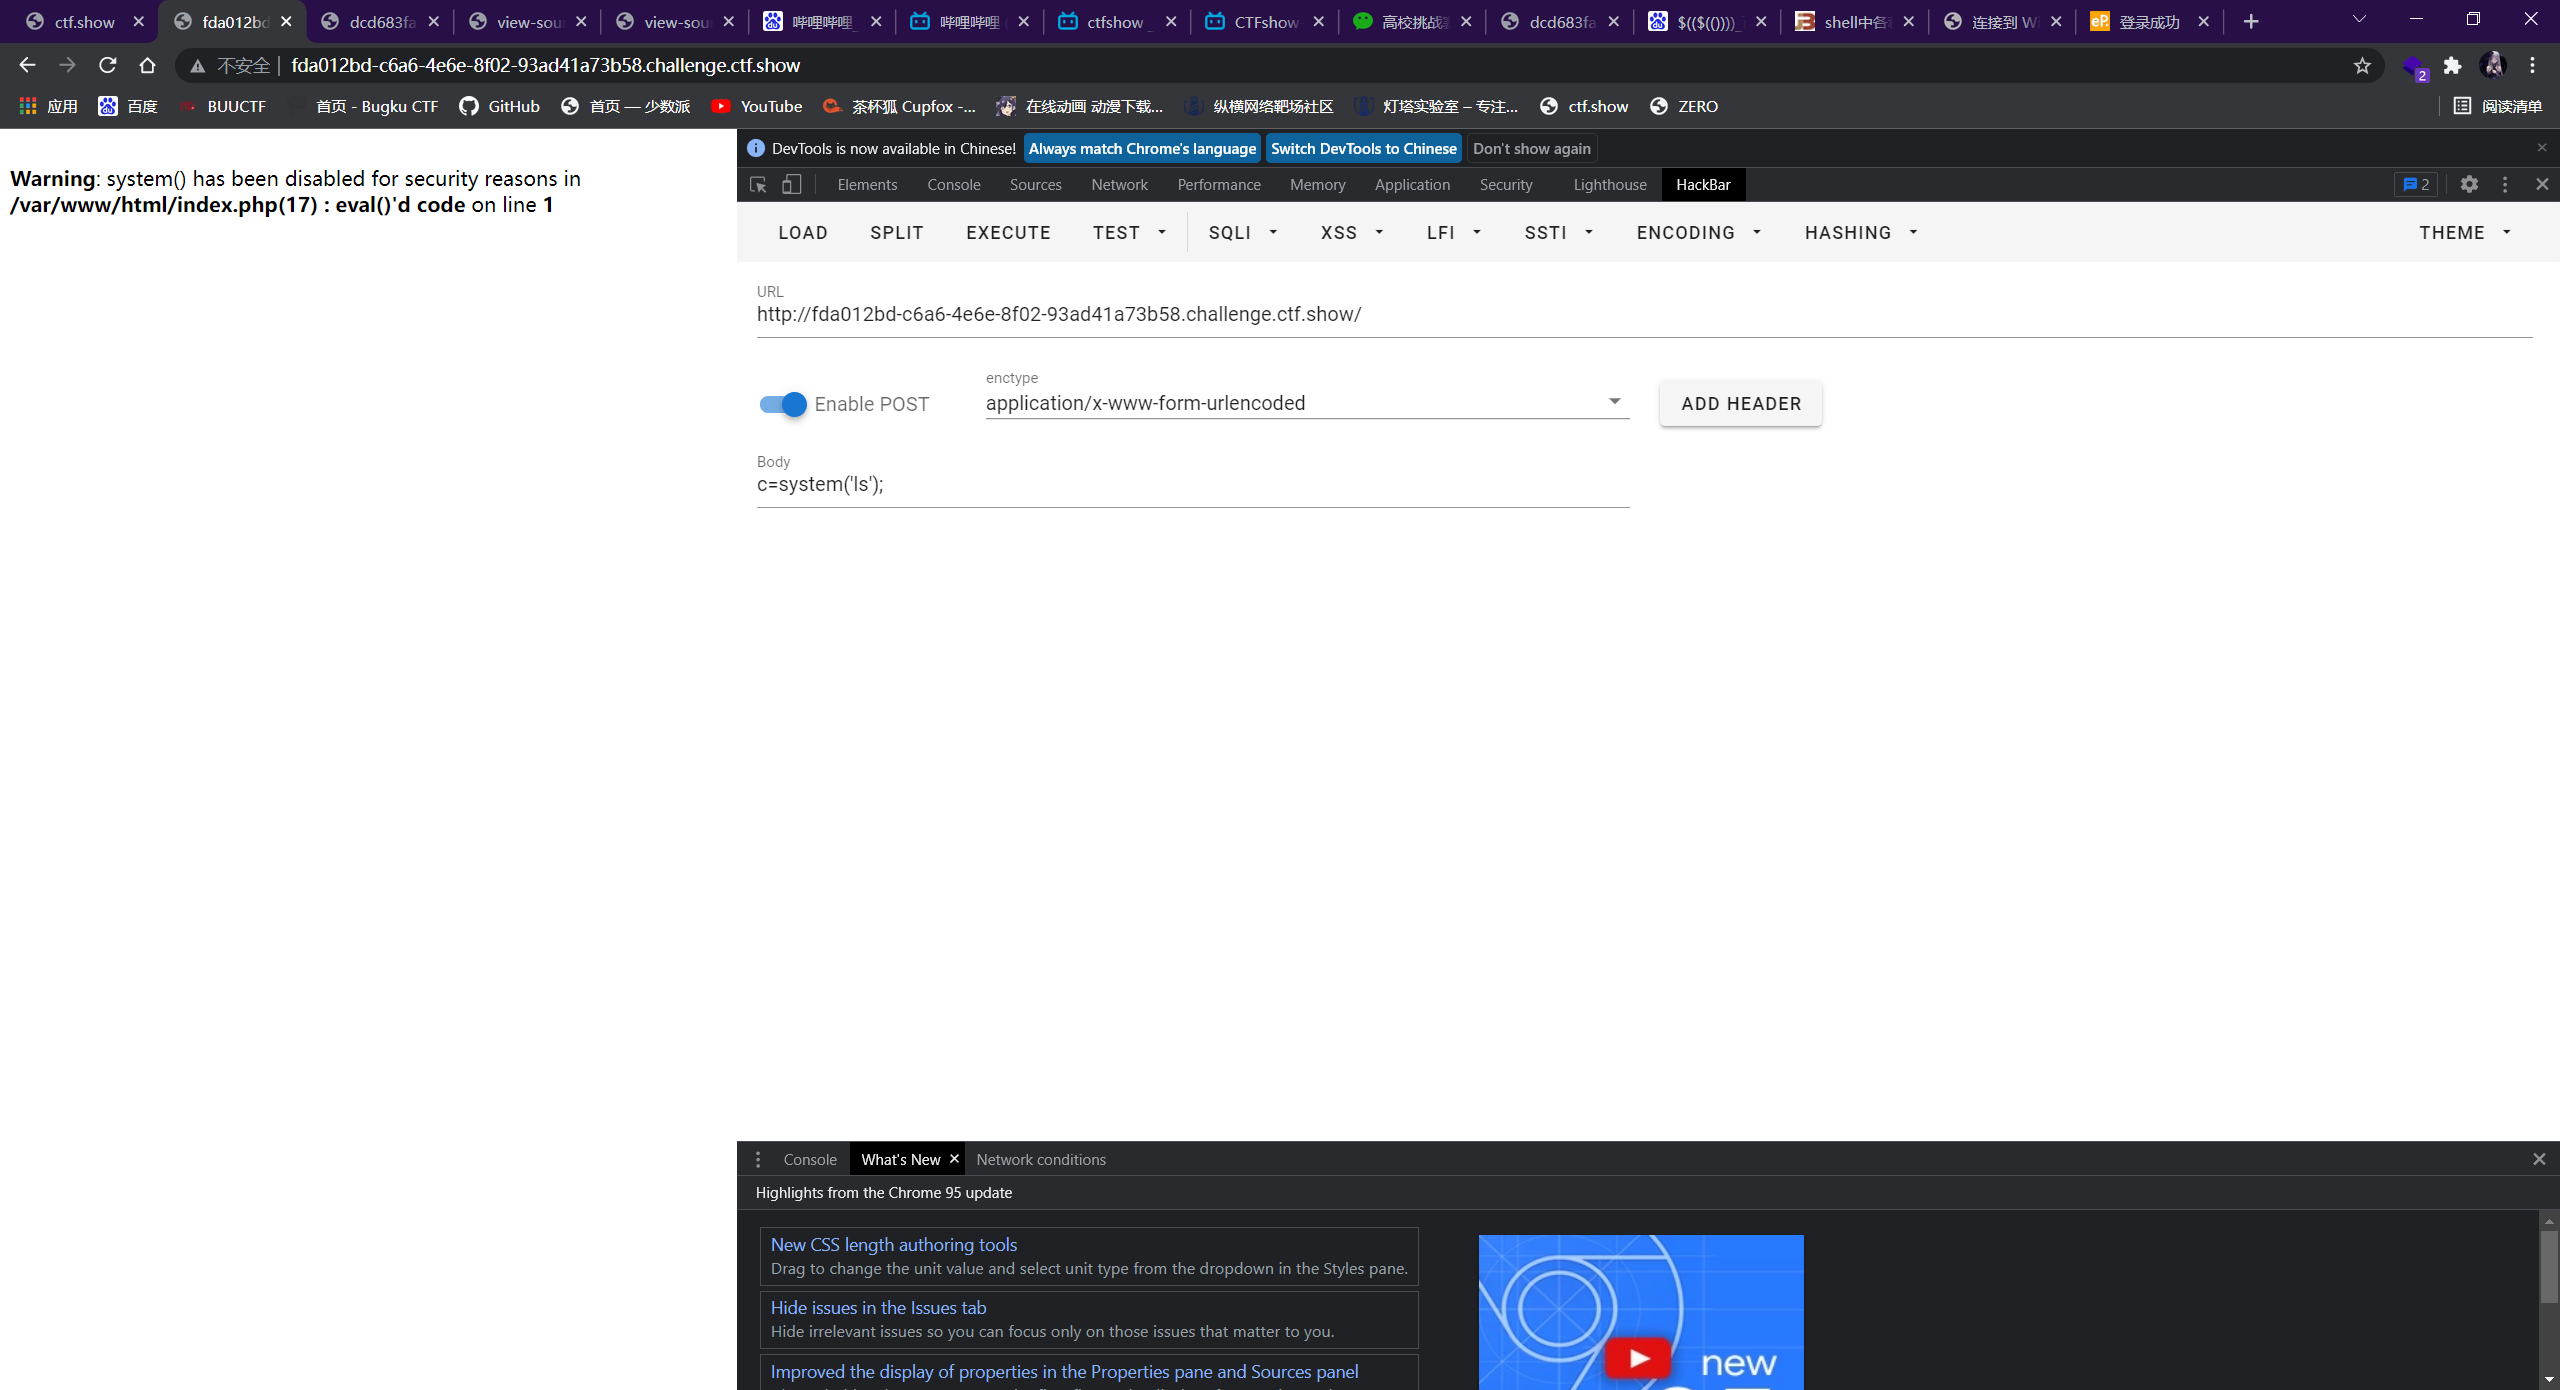 ctf.show
fda012bd
dcd683fa
view-sour
view-sour
哔哩哔哩_
哔哩哔哩 (
ctfshow _
CTFshow
高校挑战
dcd683fa
$(($(())))_
shell中各
连接到 Wi
登录成功
不安全 | fda012bd-c6a6-4e6e-8f02-93ad41a73b58.challenge.ctf.show
2
应用 百度 BUUCTF 首页 - Bugku CTF GitHub 首页 — 少数派 YouTube 茶杯狐 Cupfox -... 在线动画 动漫下载... 纵横网络靶场社区 灯塔实验室 – 专注... ctf.show ZERO 阅读清单
Warning: system() has been disabled for security reasons in
/var/www/html/index.php(17) : eval()'d code on line 1
DevTools is now available in Chinese! Always match Chrome's language Switch DevTools to Chinese Don't show again
Elements Console Sources Network Performance Memory Application Security Lighthouse HackBar 2
LOAD SPLIT EXECUTE TEST SQLI XSS LFI SSTI ENCODING HASHING THEME
URL
http://fda012bd-c6a6-4e6e-8f02-93ad41a73b58.challenge.ctf.show/
Enable POST
enctype
application/x-www-form-urlencoded
ADD HEADER
Body
c=system('ls');
Console What's New Network conditions
Highlights from the Chrome 95 update
New CSS length authoring tools
Drag to change the unit value and select unit type from the dropdown in the Styles pane.
Hide issues in the Issues tab
Hide irrelevant issues so you can focus only on those issues that matter to you.
Improved the display of properties in the Properties pane and Sources panel
new